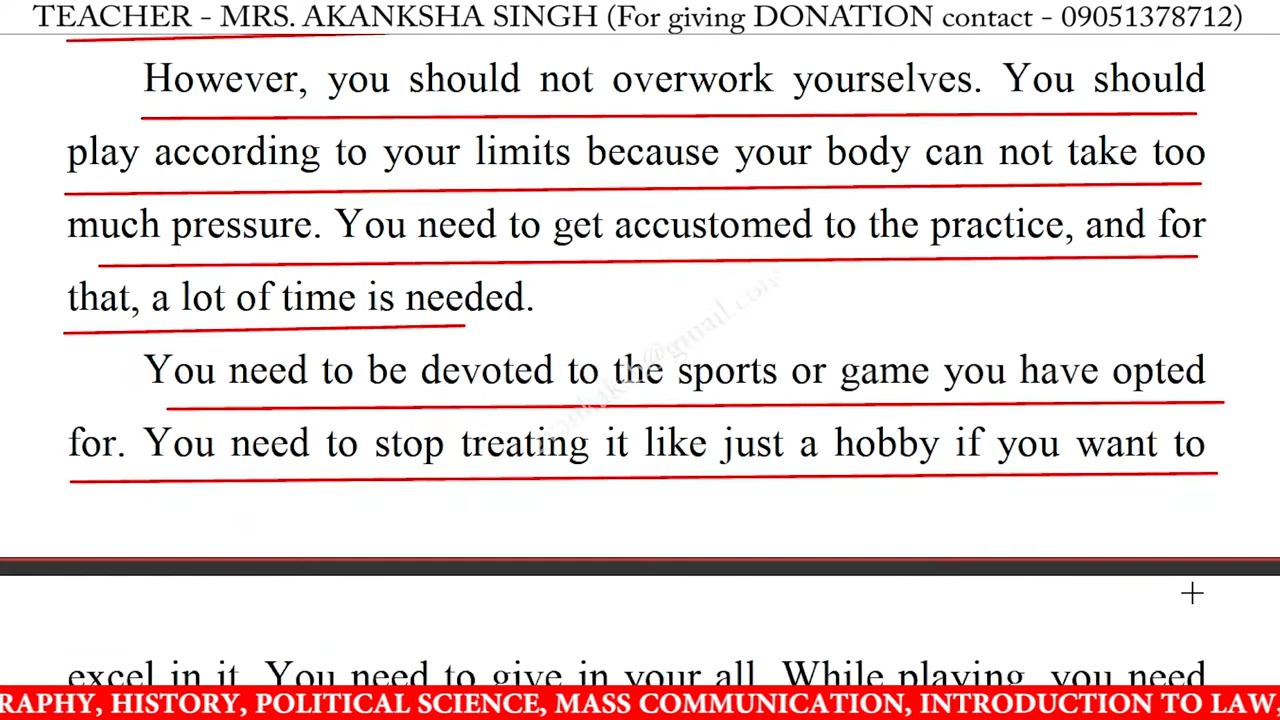 TEACHER - MRS. AKANKSHA SINGH (For giving DONATION contact - 09051378712)
However, you should not overwork yourselves. You should
play according to your limits because your body can not take too
much pressure. You need to get accustomed to the practice, and for
that, a lot of time is needed.
You need to be devoted to the sports or game you have opted
for. You need to stop treating it like just a hobby if you want to
excel in it. You need to give in your all. While playing, you need
RAPHY, HISTORY, POLITICAL SCIENCE, MASS COMMUNICATION, INTRODUCTION TO LAW,